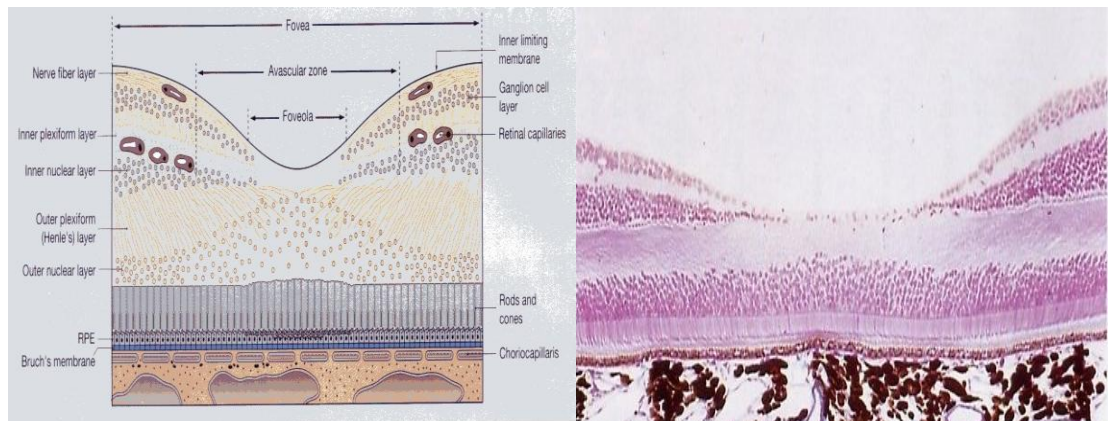 Fovea
Inner limiting
membrane
Nerve fiber layer
Avascular zone
Ganglion cell
layer
Foveola
Inner plexiform layer
Retinal capillaries
Inner nuclear layer
Outer plexiform
(Henle's) layer
Outer nuclear layer
Rods and
cones
RPE
Bruch's membrane
Choriocapillaris